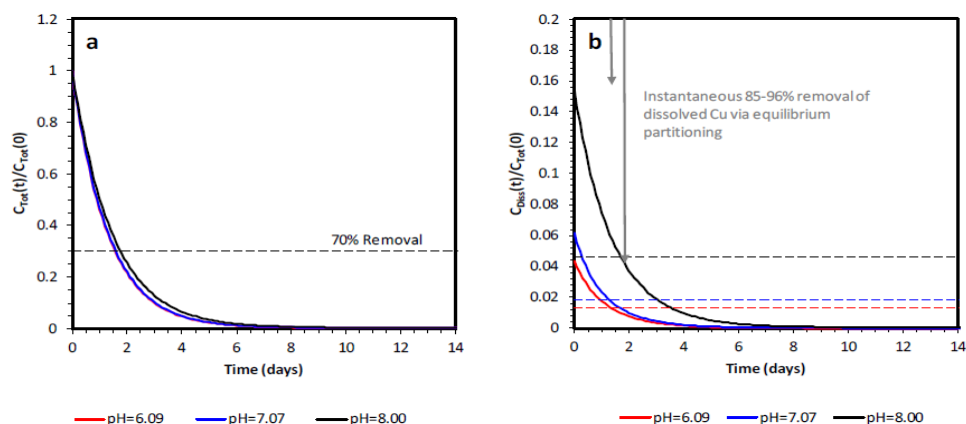 a
C_Tot(t)/C_Tot(0)
1.2
1
0.8
0.6
0.4
0.2
0
70% Removal
0 2 4 6 8 10 12 14
Time (days)
pH=6.09 pH=7.07 pH=8.00
b
C_Diss(t)/C_Tot(0)
0.2
0.18
0.16
0.14
0.12
0.1
0.08
0.06
0.04
0.02
0
Instantaneous 85-96% removal of
dissolved Cu via equilibrium
partitioning
0 2 4 6 8 10 12 14
Time (days)
pH=6.09 pH=7.07 pH=8.00